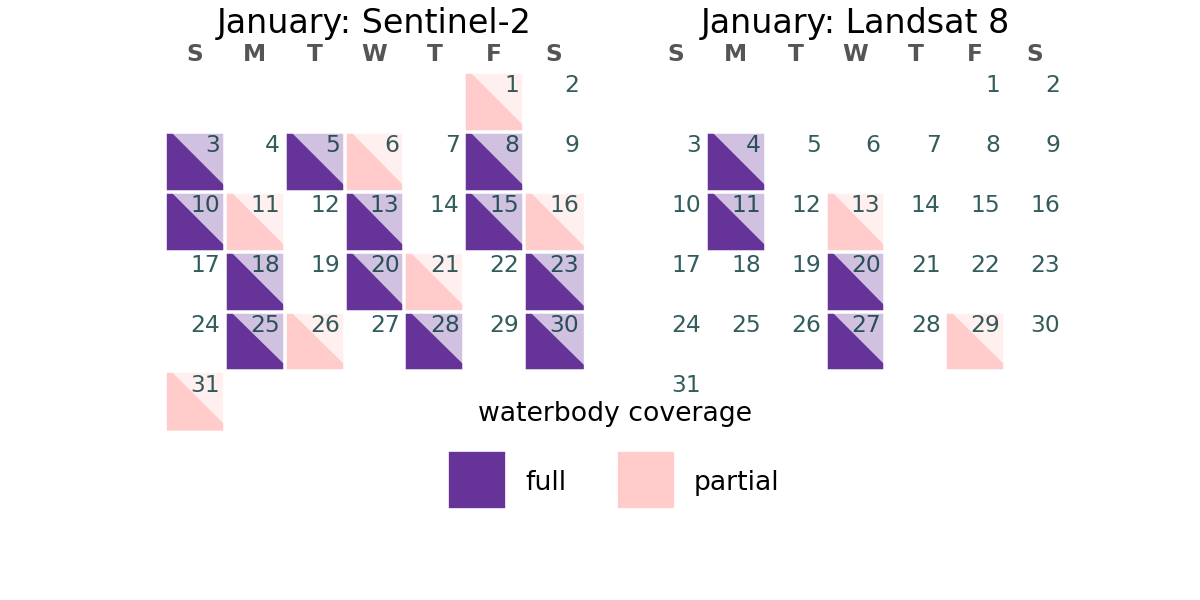 January: Sentinel-2
S M T W T F S
1 2
3 4 5 6 7 8 9
10 11 12 13 14 15 16
17 18 19 20 21 22 23
24 25 26 27 28 29 30
31
January: Landsat 8
S M T W T F S
1 2
3 4 5 6 7 8 9
10 11 12 13 14 15 16
17 18 19 20 21 22 23
24 25 26 27 28 29 30
31
waterbody coverage
full partial